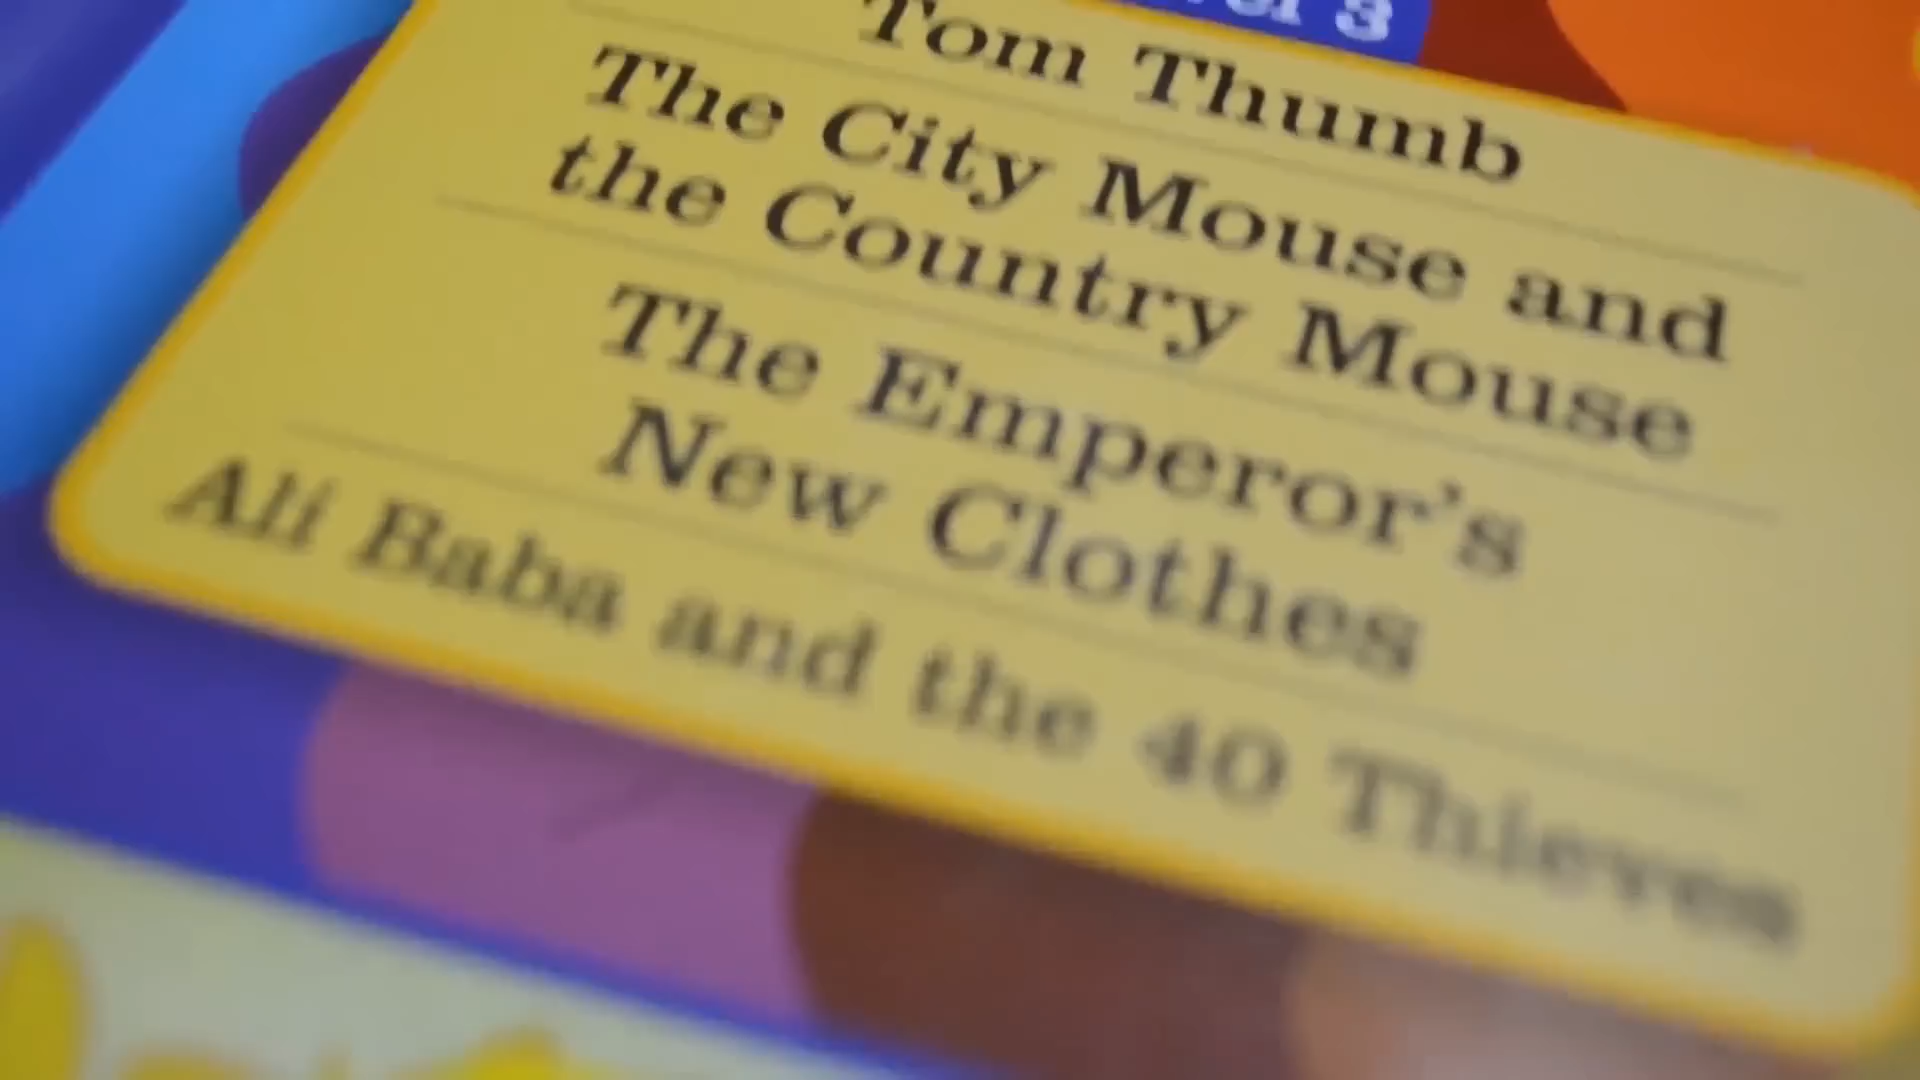 3
Tom Thumb
The City Mouse and
the Country Mouse
The Emperor's
New Clothes
Ali Baba and the 40 Thieves